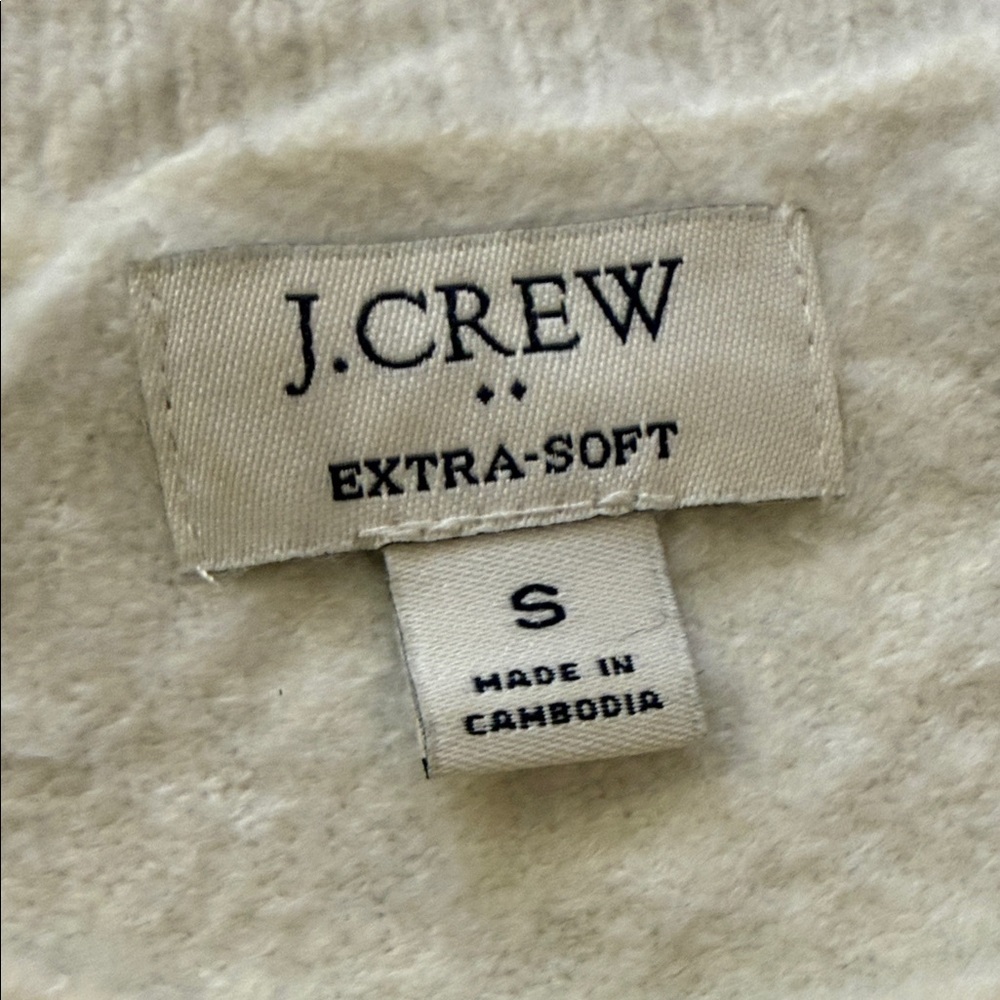 J.CREW
EXTRA-SOFT
S
MADE IN
CAMBODIA